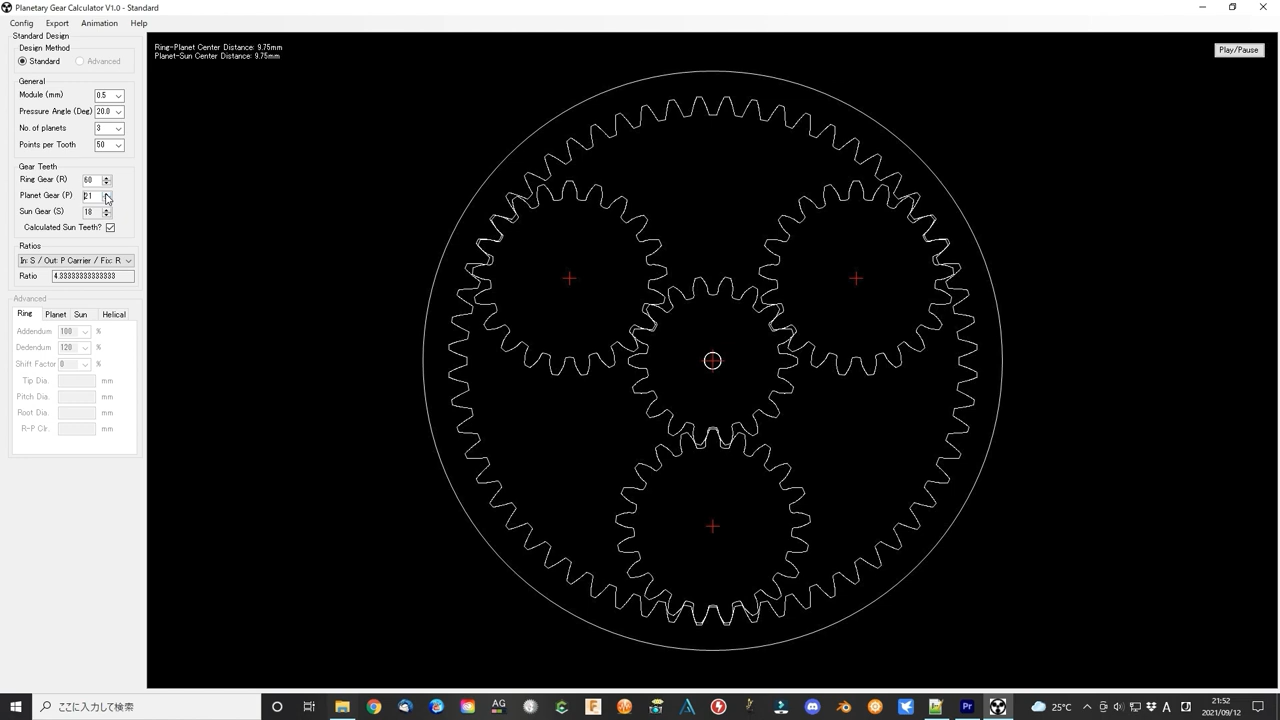 Planetary Gear Calculator V1.0 - Standard
Config Export Animation Help
Standard Design
Design Method
Standard Advanced
General
Module (mm) 0.5
Pressure Angle (Deg) 20.0
No. of planets 3
Points per Tooth 50
Gear Teeth
Ring Gear (R) 60
Planet Gear (P) 21
Sun Gear (S) 18
Calculated Sun Teeth?
Ratios
In: S / Out: P Carrier / Fix: R
Ratio 4.33333333333333
Advanced
Ring Planet Sun Helical
Addendum 100 %
Dedendum 120 %
Shift Factor 0 %
Tip Dia. mm
Pitch Dia. mm
Root Dia. mm
R-P Clr. mm
Ring-Planet Center Distance: 9.75mm
Planet-Sun Center Distance: 9.75mm
Play/Pause
ここに入力して検索
AG
F
Pr
25°C
A
21:52
2021/09/12